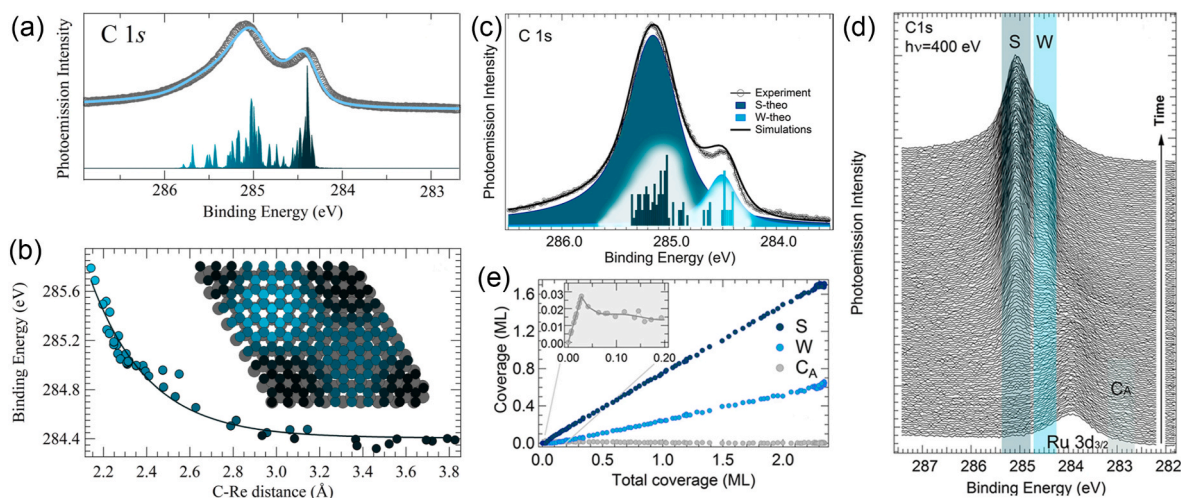 (a)
C 1s
Photoemission Intensity
286 285 284 283
Binding Energy (eV)
(b)
Binding Energy (eV)
285.6
285.2
284.8
284.4
2.2 2.4 2.6 2.8 3.0 3.2 3.4 3.6 3.8
C-Re distance (Å)
(c)
C 1s
Photoemission Intensity
Experiment
S-theo
W-theo
Simulations
286.0 285.0 284.0
Binding Energy (eV)
(e)
Coverage (ML)
1.6
1.2
0.8
0.4
0.0
0.03
0.02
0.01
0.00
0.00 0.10 0.20
S
W
CA
0.0 0.5 1.0 1.5 2.0
Total coverage (ML)
(d)
C1s
hν=400 eV
S W
Photoemission Intensity
Time
CA
Ru 3d3/2
287 286 285 284 283 282
Binding Energy (eV)